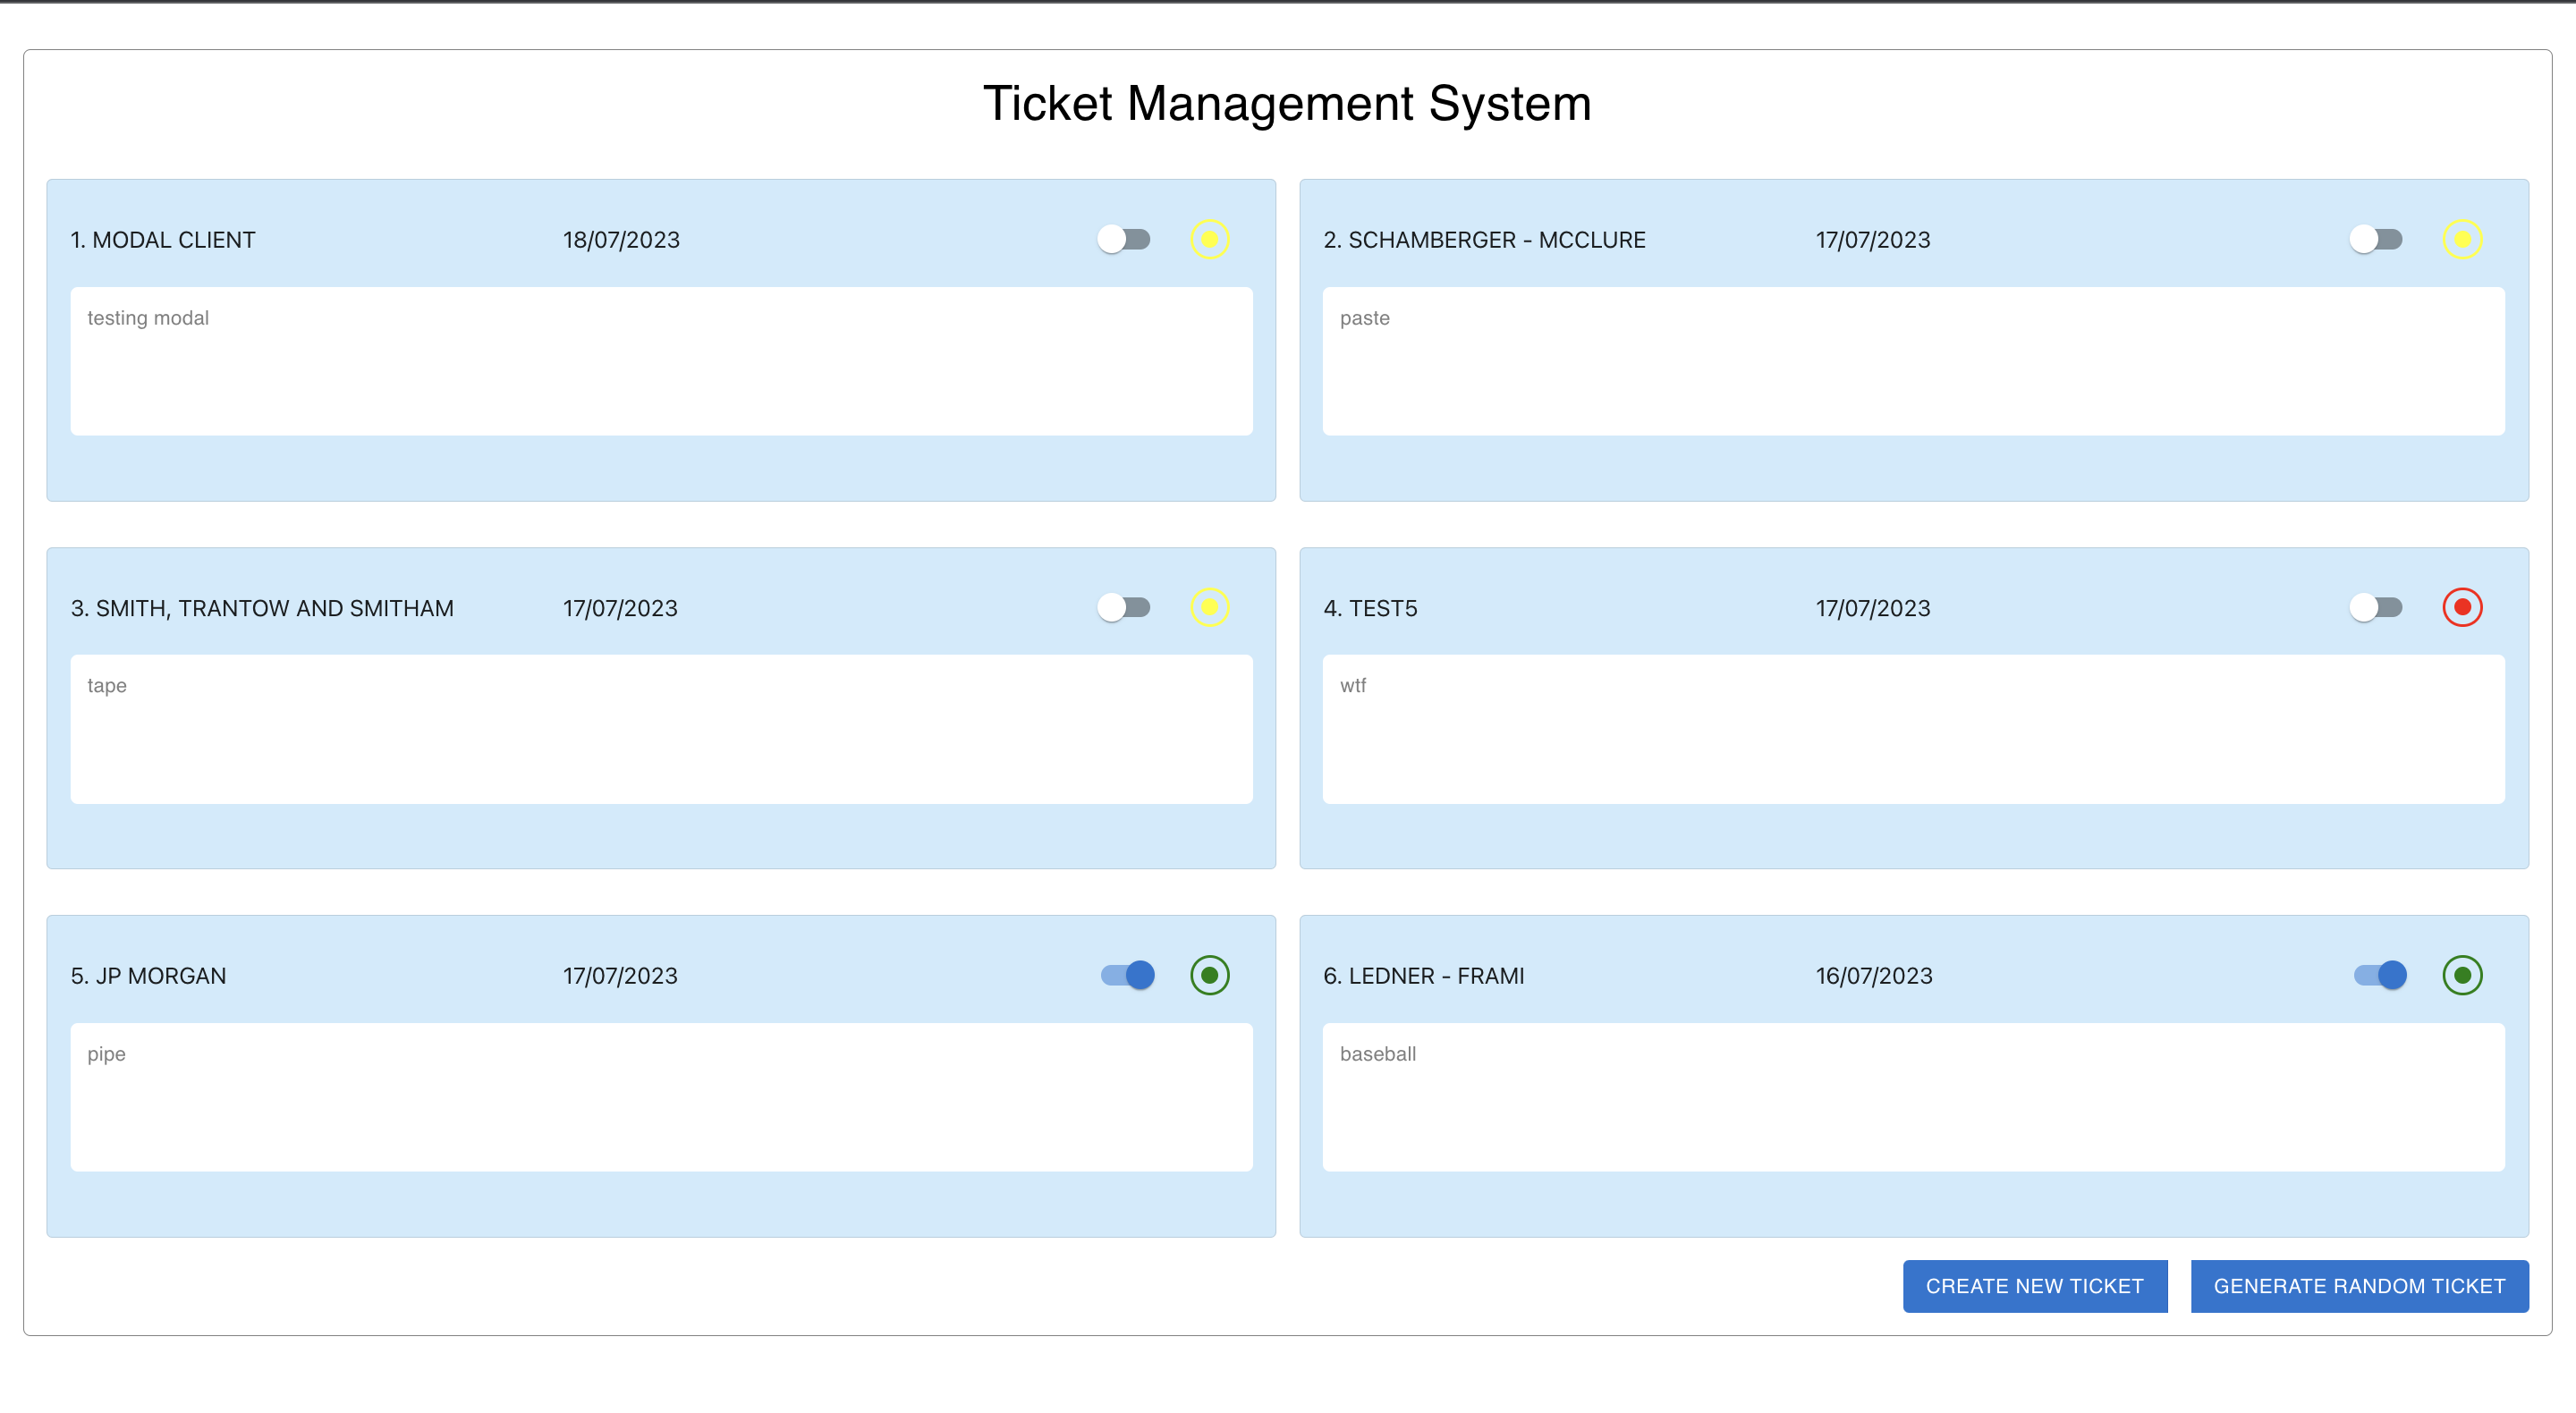 Ticket Management System
1. MODAL CLIENT 18/07/2023
testing modal
2. SCHAMBERGER - MCCLURE 17/07/2023
paste
3. SMITH, TRANTOW AND SMITHAM 17/07/2023
tape
4. TEST5 17/07/2023
wtf
5. JP MORGAN 17/07/2023
pipe
6. LEDNER - FRAMI 16/07/2023
baseball
CREATE NEW TICKET
GENERATE RANDOM TICKET